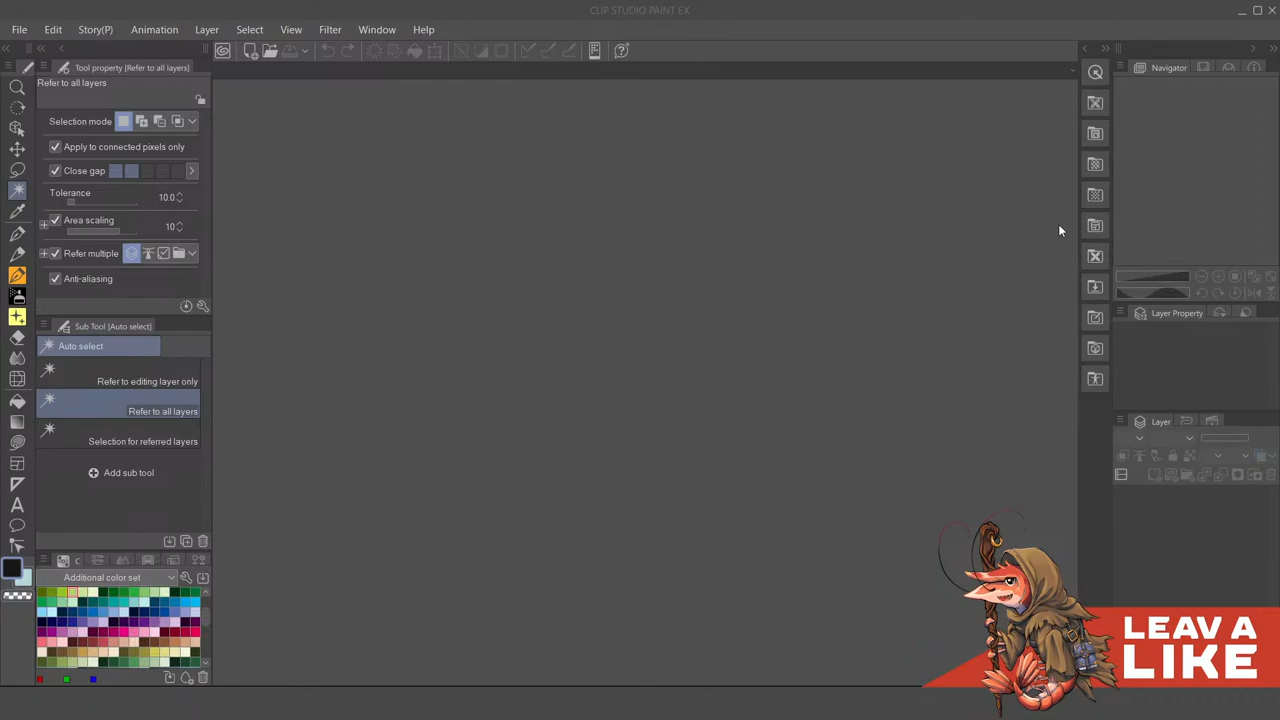 CLIP STUDIO PAINT EX
File Edit Story(P) Animation Layer Select View Filter Window Help
Tool property [Refer to all layers]
Refer to all layers
Selection mode
Apply to connected pixels only
Close gap
Tolerance 10.0
Area scaling 10
Refer multiple
Anti-aliasing
Sub Tool [Auto select]
Auto select
Refer to editing layer only
Refer to all layers
Selection for referred layers
Add sub tool
C
Additional color set
Navigator
Layer Property
Layer
LEAV A
LIKE